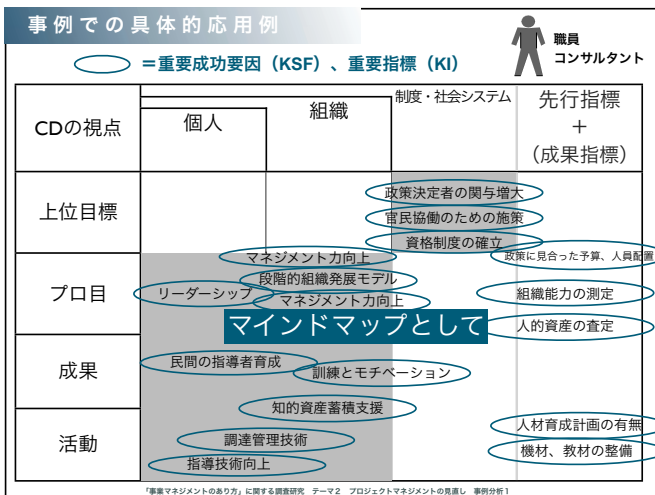 事例での具体的応用例
職員
コンサルタント
=重要成功要因（KSF）、重要指標（KI）
CDの視点
個人
組織
制度・社会システム
先行指標
+
(成果指標)
上位目標
政策決定者の関与増大
官民協働のための施策
資格制度の確立
マネジメント力向上
政策に見合った予算、人員配置
プロ目
段階的組織発展モデル
リーダーシップ
マネジメント力向上
組織能力の測定
マインドマップとして
人的資産の査定
成果
民間の指導者育成
訓練とモチベーション
知的資産蓄積支援
活動
調達管理技術
人材育成計画の有無
指導技術向上
機材、教材の整備
「事業マネジメントのあり方」に関する調査研究 テーマ２ プロジェクトマネジメントの見直し 事例分析１